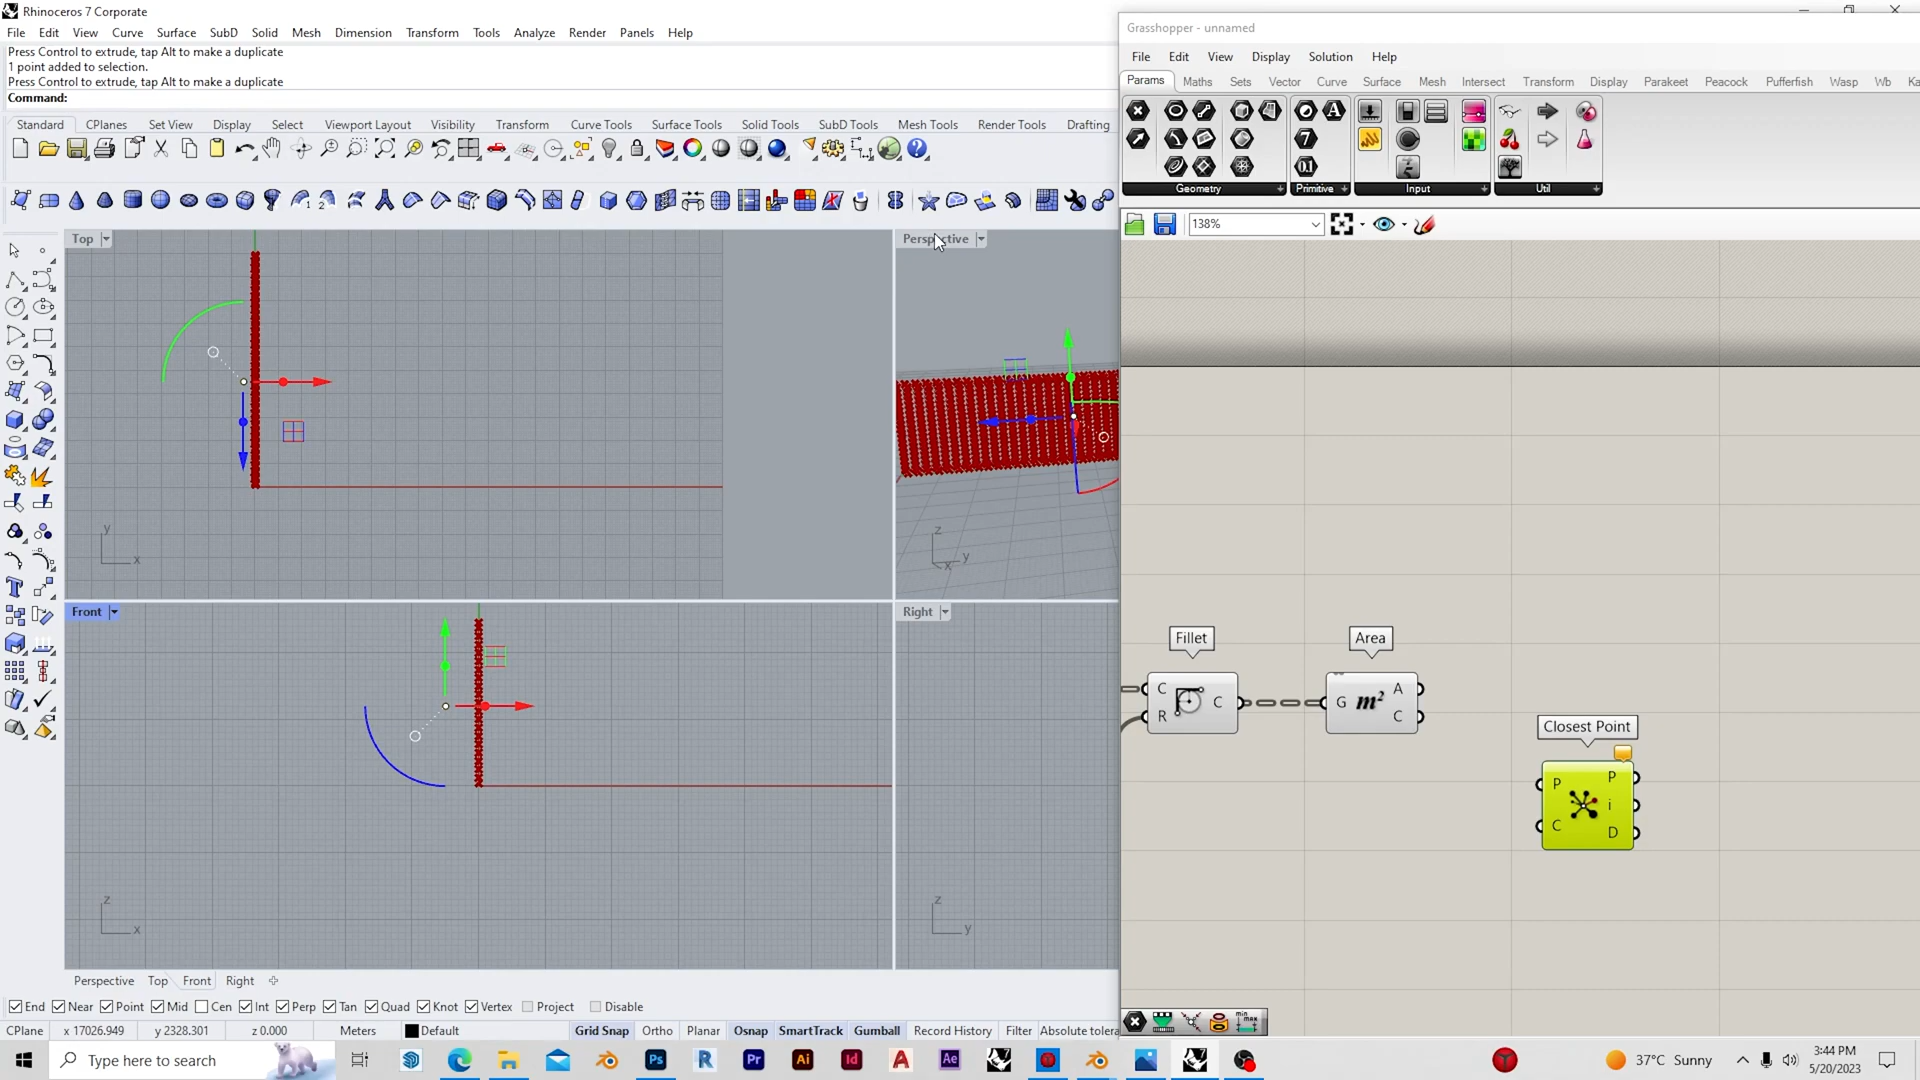 Rhinoceros 7 Corporate
File Edit View Curve Surface SubD Solid Mesh Dimension Transform Tools Analyze Render Panels Help
Press Control to extrude, tap Alt to make a duplicate
1 point added to selection.
Press Control to extrude, tap Alt to make a duplicate
Command:
Standard CPlanes Set View Display Select Viewport Layout Visibility Transform Curve Tools Surface Tools Solid Tools SubD Tools Mesh Tools Render Tools Drafting
Top
Perspective
y
x
z
y
x
Front
Right
z
x
z
y
Perspective Top Front Right
End Near Point Mid Cen Int Perp Tan Quad Knot Vertex Project Disable
CPlane x 17026.949 y 2328.301 z 0.000 Meters Default Grid Snap Ortho Planar Osnap SmartTrack Gumball Record History Filter Absolute tolera
Grasshopper - unnamed
File Edit View Display Solution Help
Params Maths Sets Vector Curve Surface Mesh Intersect Transform Display Parakeet Peacock Pufferfish Wasp Wb Ka
Geometry Primitive Input Util
138%
Fillet
C
R
C
Area
G m² A
C
Closest Point
P
C
P
i
D
Type here to search
37°C Sunny
3:44 PM
5/20/2023